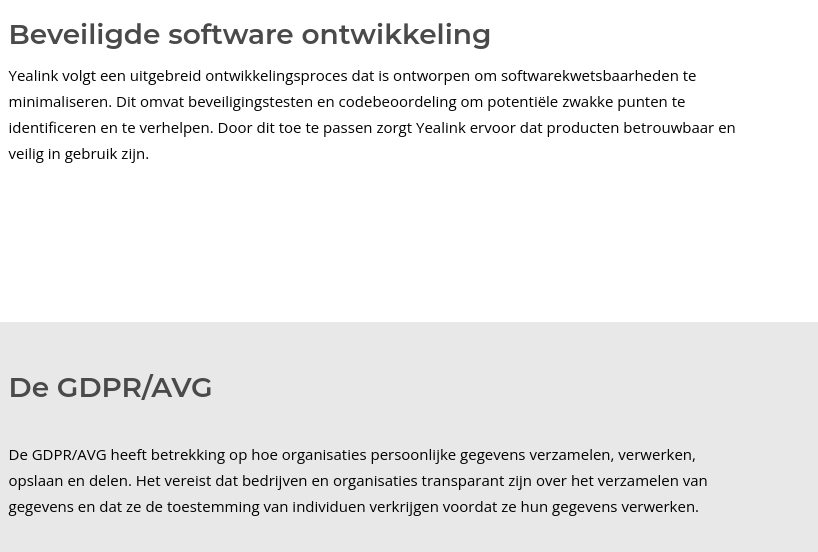 Beveiligde software ontwikkeling
Yealink volgt een uitgebreid ontwikkelingsproces dat is ontworpen om softwarekwetsbaarheden te
minimaliseren. Dit omvat beveiligingstesten en codebeoordeling om potentiële zwakke punten te
identificeren en te verhelpen. Door dit toe te passen zorgt Yealink ervoor dat producten betrouwbaar en
veilig in gebruik zijn.
De GDPR/AVG
De GDPR/AVG heeft betrekking op hoe organisaties persoonlijke gegevens verzamelen, verwerken,
opslaan en delen. Het vereist dat bedrijven en organisaties transparant zijn over het verzamelen van
gegevens en dat ze de toestemming van individuen verkrijgen voordat ze hun gegevens verwerken.